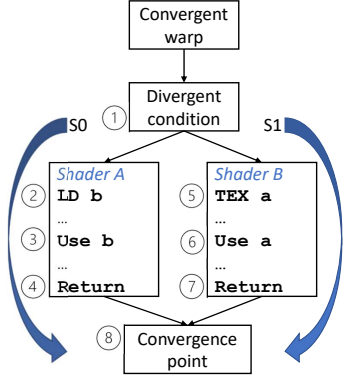 Convergent
warp
1
Divergent
condition
S0
S1
Shader A
2 LD b
…
3 Use b
…
4 Return
Shader B
5 TEX a
…
6 Use a
…
7 Return
8
Convergence
point